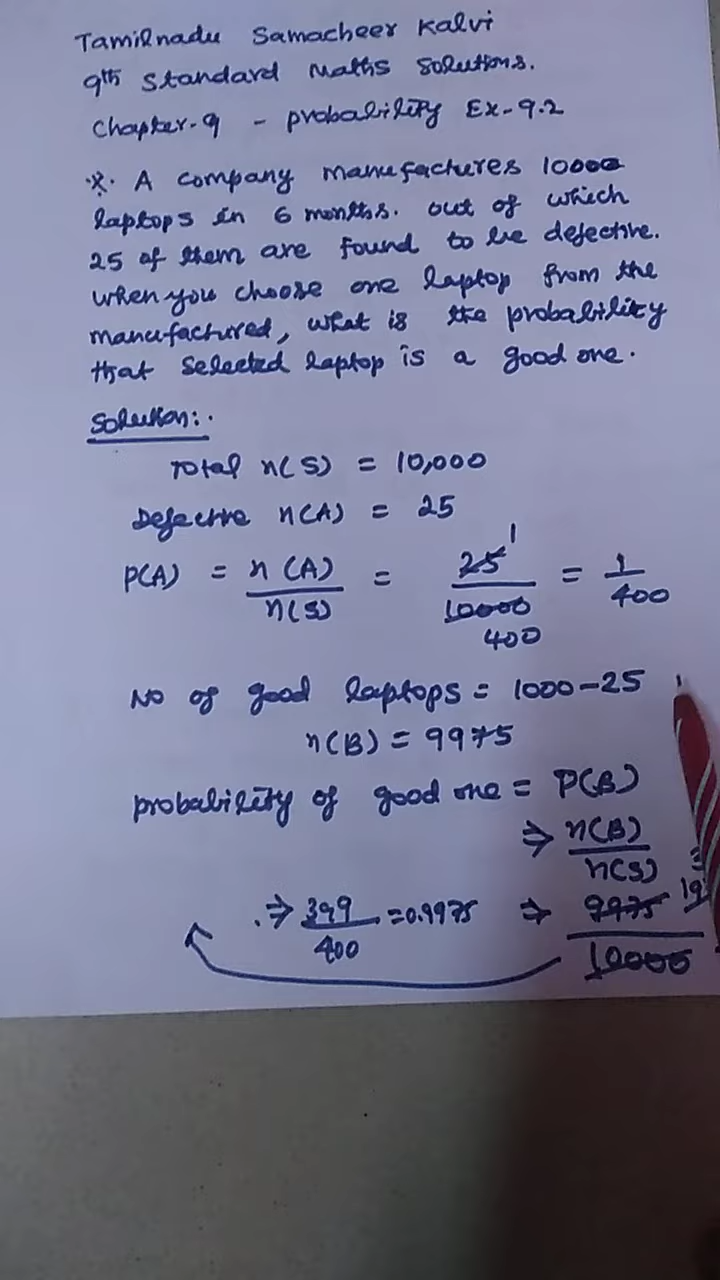 Tamilnadu Samacheer Kalvi
9th Standard Maths Solutions.
Chapter-9 - probability Ex-9.2
※. A company manufactures 10000
laptops in 6 months. out of which
25 of them are found to be defective.
when you choose one laptop from the
manufactured, what is the probability
that selected laptop is a good one.
Solution:.
Total n(S) = 10,000
Defective n(A) = 25
P(A) = n(A)/n(S) = 25/10000 = 1/400
1
400
No of good laptops = 1000-25
n(B) = 9975
probability of good one = P(B)
⇒ n(B)/n(S)
.⇒ 399/400 = 0.9975 ⇒ 9975/10000